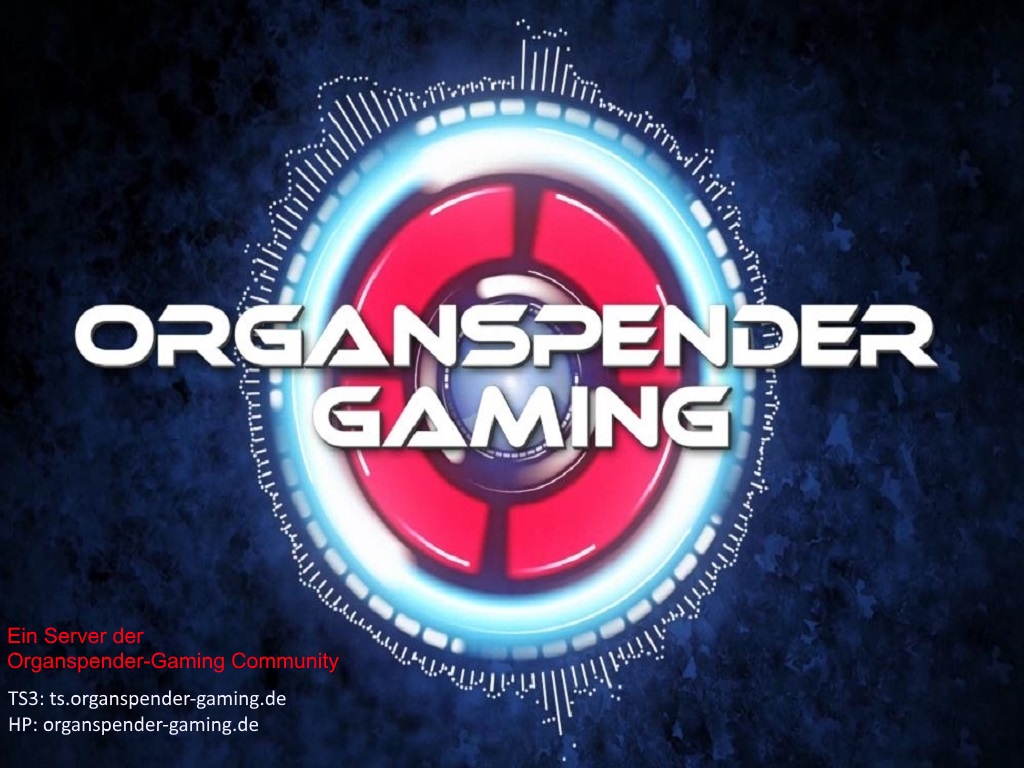 ORGANSPENDER
GAMING
Ein Server der
Organspender-Gaming Community
TS3: ts.organspender-gaming.de
HP: organspender-gaming.de